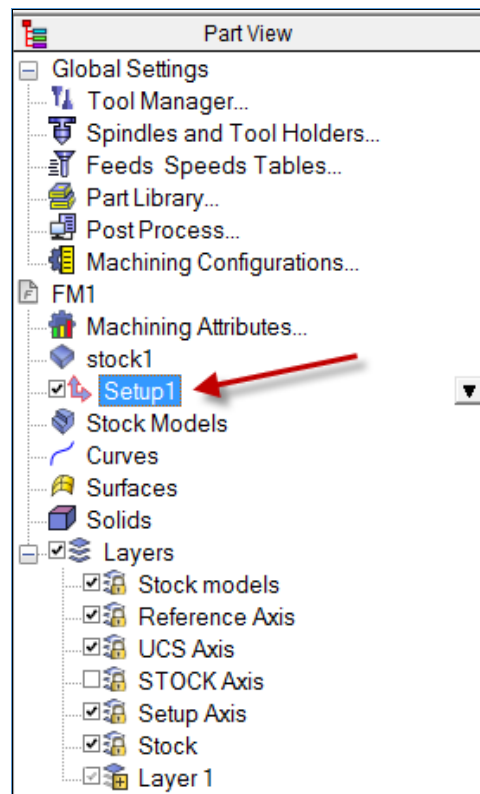 Part View
Global Settings
Tool Manager...
Spindles and Tool Holders...
Feeds Speeds Tables...
Part Library...
Post Process...
Machining Configurations...
FM1
Machining Attributes...
stock1
Setup1
Stock Models
Curves
Surfaces
Solids
Layers
Stock models
Reference Axis
UCS Axis
STOCK Axis
Setup Axis
Stock
Layer 1